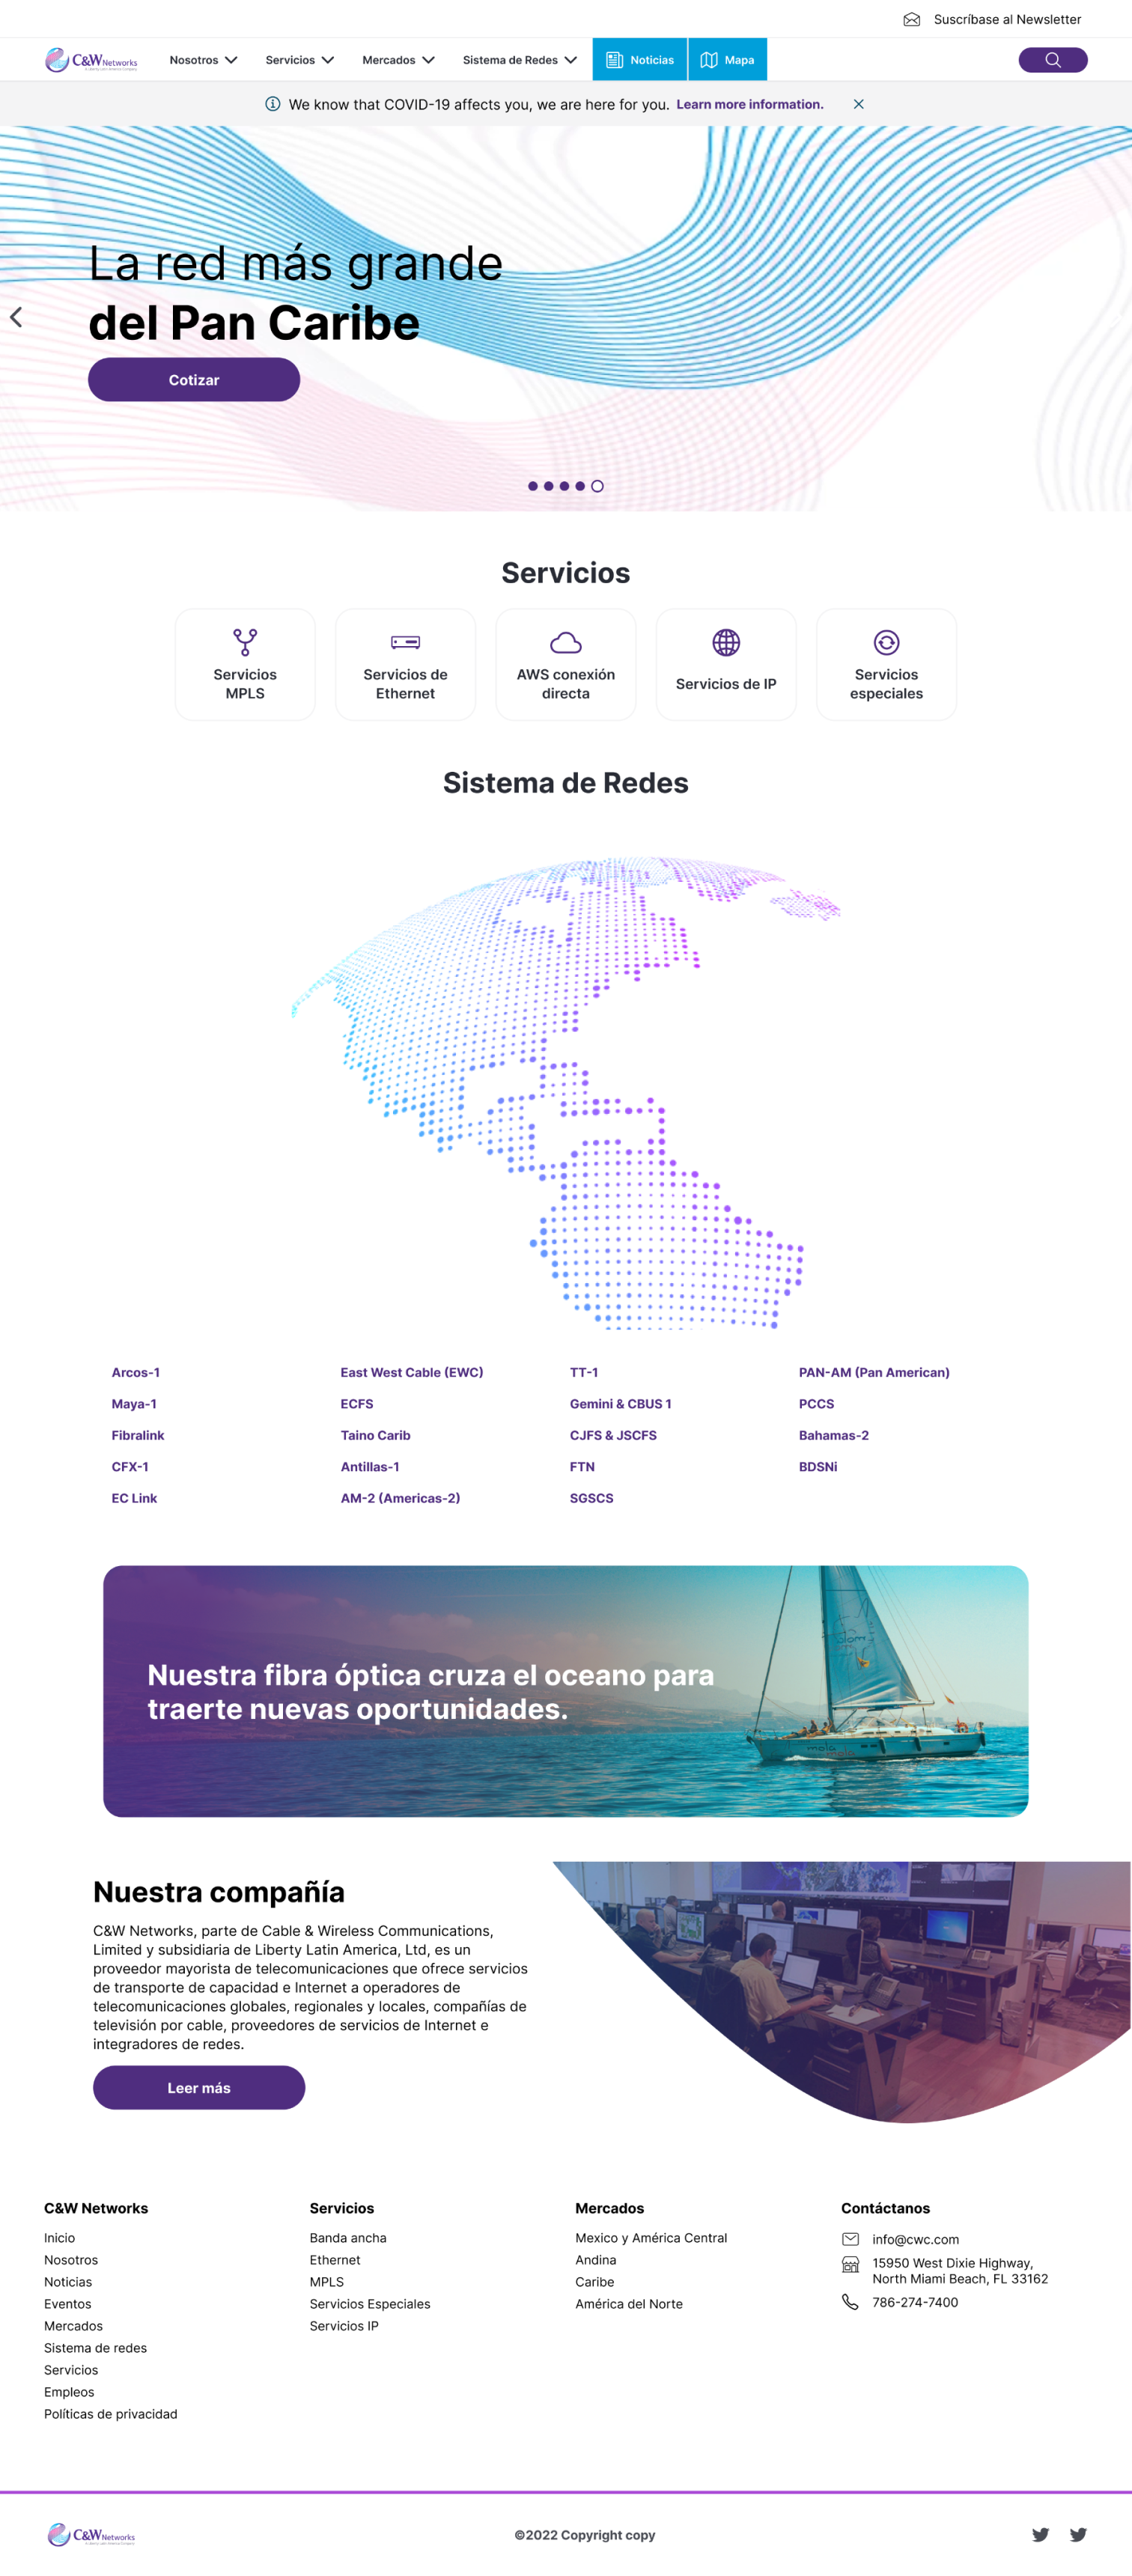 Suscríbase al Newsletter
C&W Networks
Nosotros
Servicios
Mercados
Sistema de Redes
Noticias
Mapa
We know that COVID-19 affects you, we are here for you. Learn more information.
La red más grande
del Pan Caribe
Cotizar
Servicios
Servicios
MPLS
Servicios de
Ethernet
AWS conexión
directa
Servicios de IP
Servicios
especiales
Sistema de Redes
Arcos-1
Maya-1
Fibralink
CFX-1
EC Link
East West Cable (EWC)
ECFS
Taino Carib
Antillas-1
AM-2 (Americas-2)
TT-1
Gemini & CBUS 1
CJFS & JSCFS
FTN
SGSCS
PAN-AM (Pan American)
PCCS
Bahamas-2
BDSNi
Nuestra fibra óptica cruza el oceano para
traerte nuevas oportunidades.
mola
mola
Nuestra compañía
C&W Networks, parte de Cable & Wireless Communications,
Limited y subsidiaria de Liberty Latin America, Ltd, es un
proveedor mayorista de telecomunicaciones que ofrece servicios
de transporte de capacidad e Internet a operadores de
telecomunicaciones globales, regionales y locales, compañías de
televisión por cable, proveedores de servicios de Internet e
integradores de redes.
Leer más
C&W Networks
Inicio
Nosotros
Noticias
Eventos
Mercados
Sistema de redes
Servicios
Empleos
Políticas de privacidad
Servicios
Banda ancha
Ethernet
MPLS
Servicios Especiales
Servicios IP
Mercados
Mexico y América Central
Andina
Caribe
América del Norte
Contáctanos
info@cwc.com
15950 West Dixie Highway,
North Miami Beach, FL 33162
786-274-7400
C&W Networks
©2022 Copyright copy